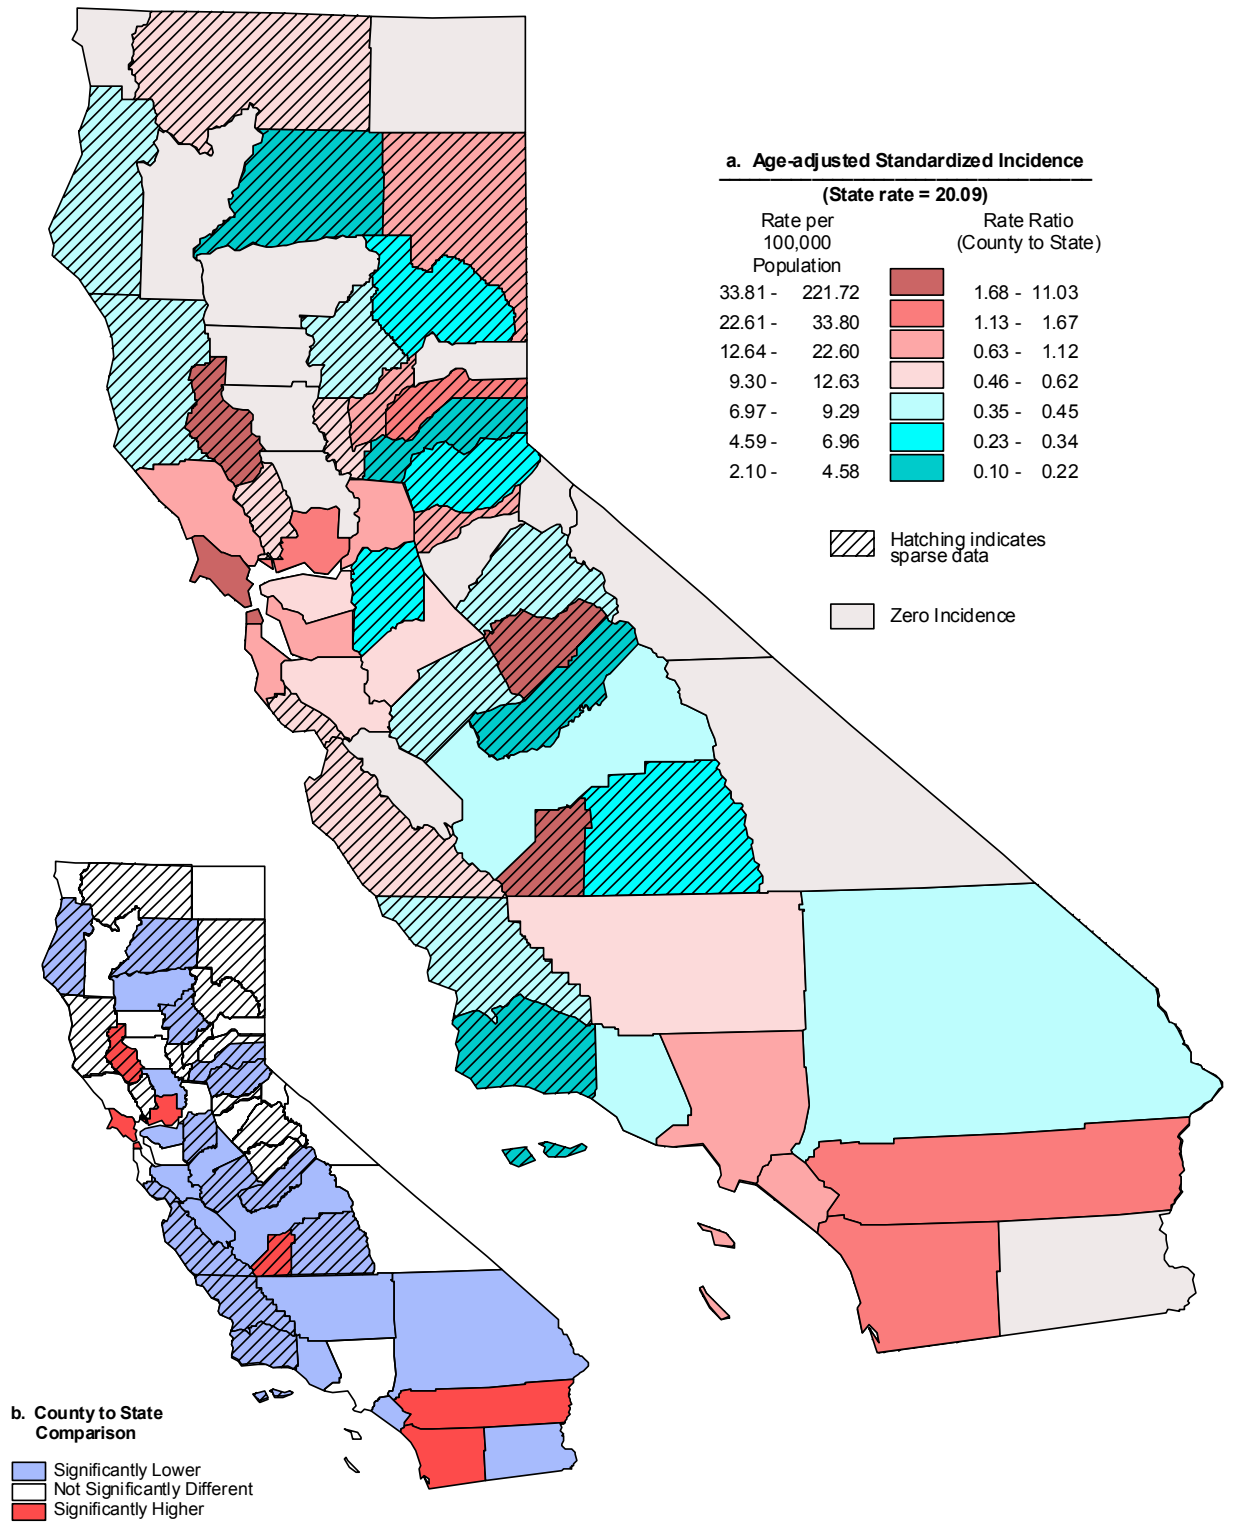 a. Age-adjusted Standardized Incidence
(State rate = 20.09)
Rate per Rate Ratio
100,000 (County to State)
Population
33.81 - 221.72 1.68 - 11.03
22.61 - 33.80 1.13 - 1.67
12.64 - 22.60 0.63 - 1.12
9.30 - 12.63 0.46 - 0.62
6.97 - 9.29 0.35 - 0.45
4.59 - 6.96 0.23 - 0.34
2.10 - 4.58 0.10 - 0.22
Hatching indicates
sparse data
Zero Incidence
b. County to State
Comparison
Significantly Lower
Not Significantly Different
Significantly Higher